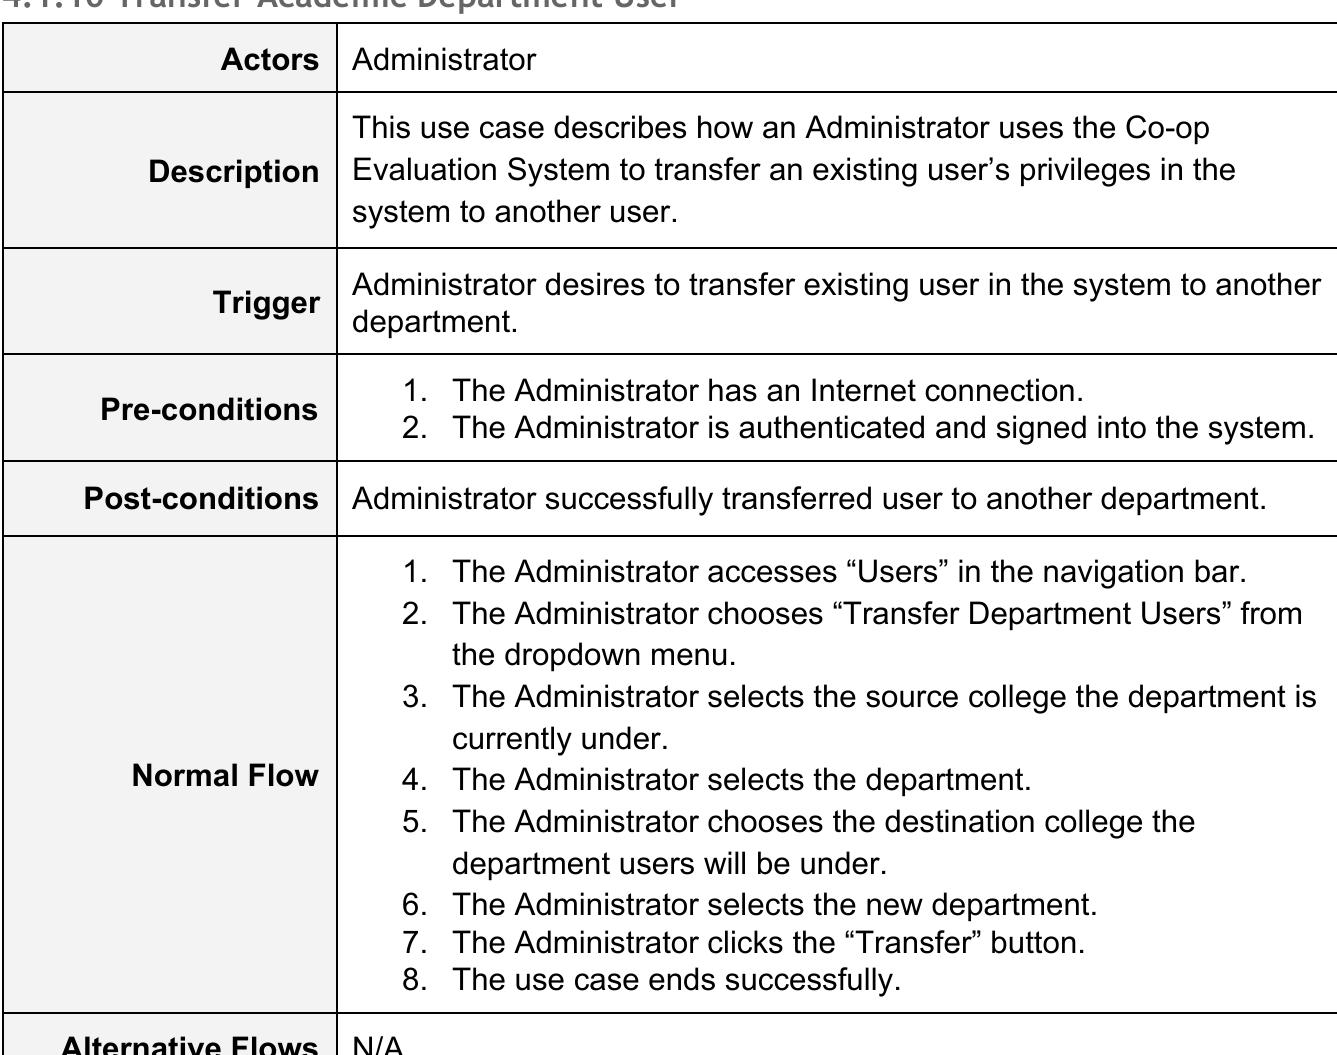 4.1.10 Transfer Academic Department User
Actors
Administrator
Description
This use case describes how an Administrator uses the Co-op
Evaluation System to transfer an existing user’s privileges in the
system to another user.
Trigger
Administrator desires to transfer existing user in the system to another
department.
Pre-conditions
1. The Administrator has an Internet connection.
2. The Administrator is authenticated and signed into the system.
Post-conditions
Administrator successfully transferred user to another department.
Normal Flow
1. The Administrator accesses “Users” in the navigation bar.
2. The Administrator chooses “Transfer Department Users” from
the dropdown menu.
3. The Administrator selects the source college the department is
currently under.
4. The Administrator selects the department.
5. The Administrator chooses the destination college the
department users will be under.
6. The Administrator selects the new department.
7. The Administrator clicks the “Transfer” button.
8. The use case ends successfully.
Alternative Flows
N/A